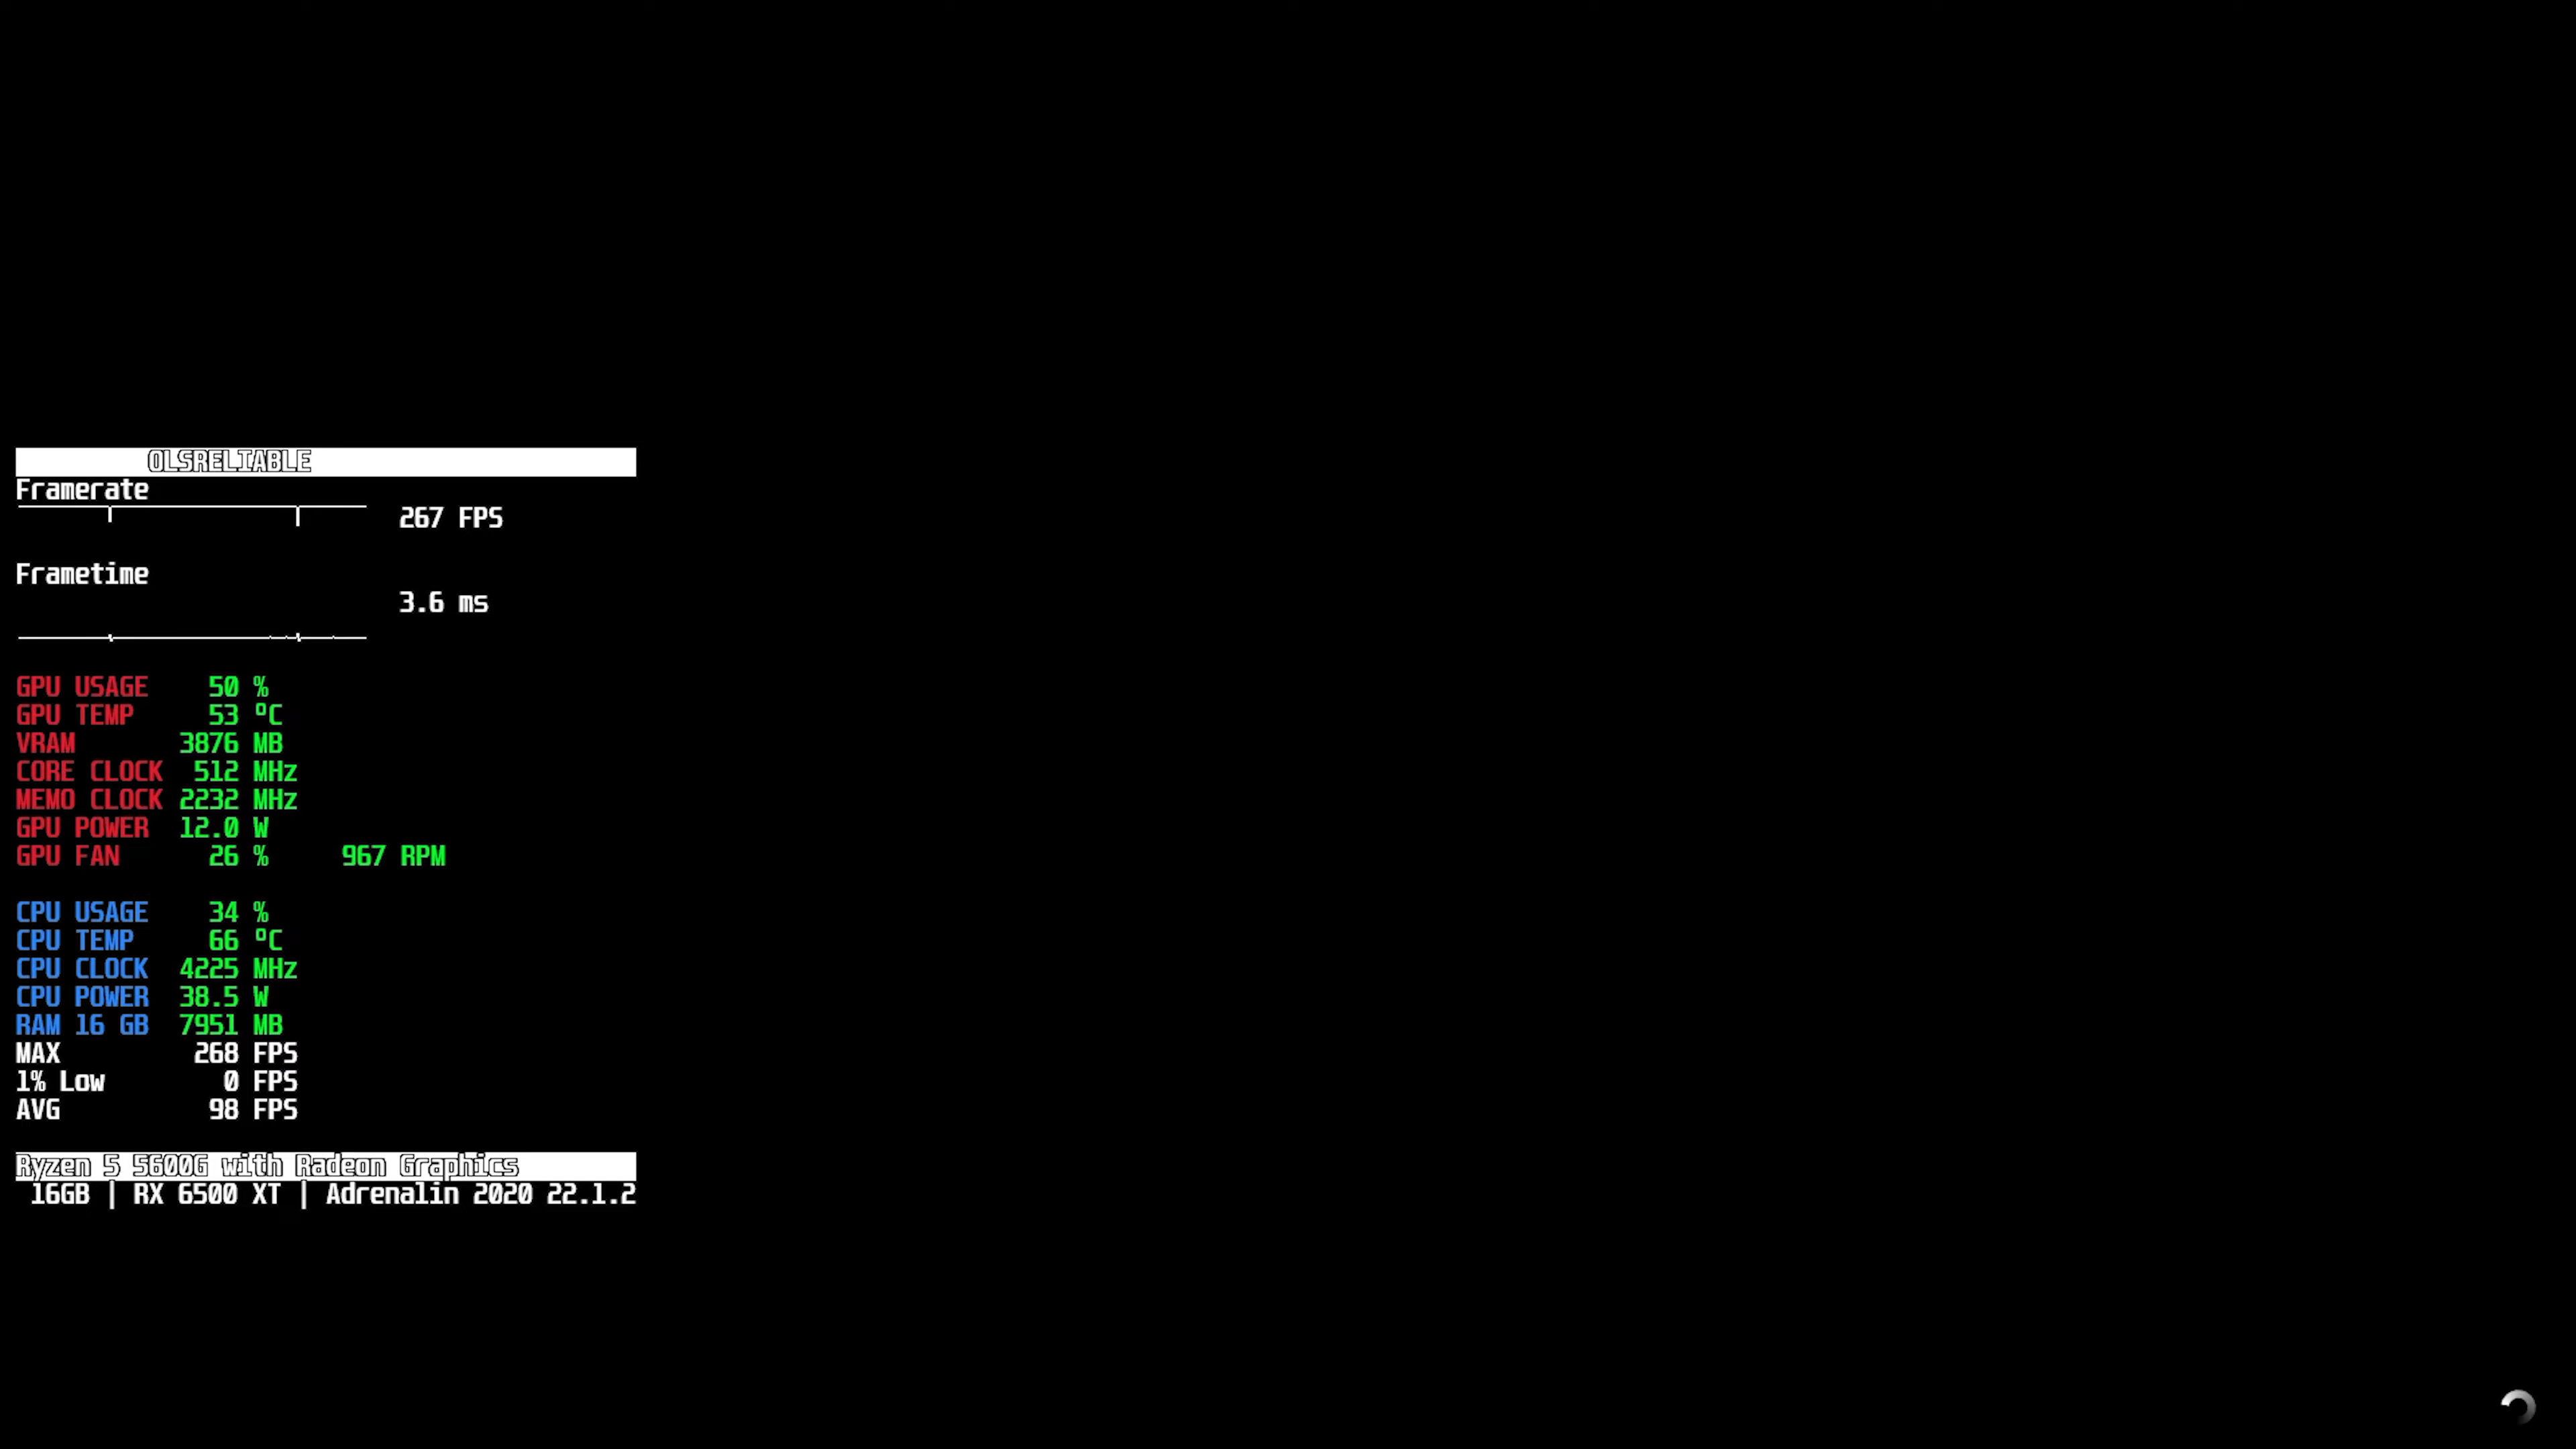 OLSRELIABLE
Framerate
267 FPS
Frametime
3.6 ms
GPU USAGE 50 %
GPU TEMP 53 ºC
VRAM 3876 MB
CORE CLOCK 512 MHz
MEMO CLOCK 2232 MHz
GPU POWER 12.0 W
GPU FAN 26 % 967 RPM
CPU USAGE 34 %
CPU TEMP 66 ºC
CPU CLOCK 4225 MHz
CPU POWER 38.5 W
RAM 16 GB 7951 MB
MAX 268 FPS
1% Low 0 FPS
AVG 98 FPS
Ryzen 5 5600G with Radeon Graphics
16GB | RX 6500 XT | Adrenalin 2020 22.1.2